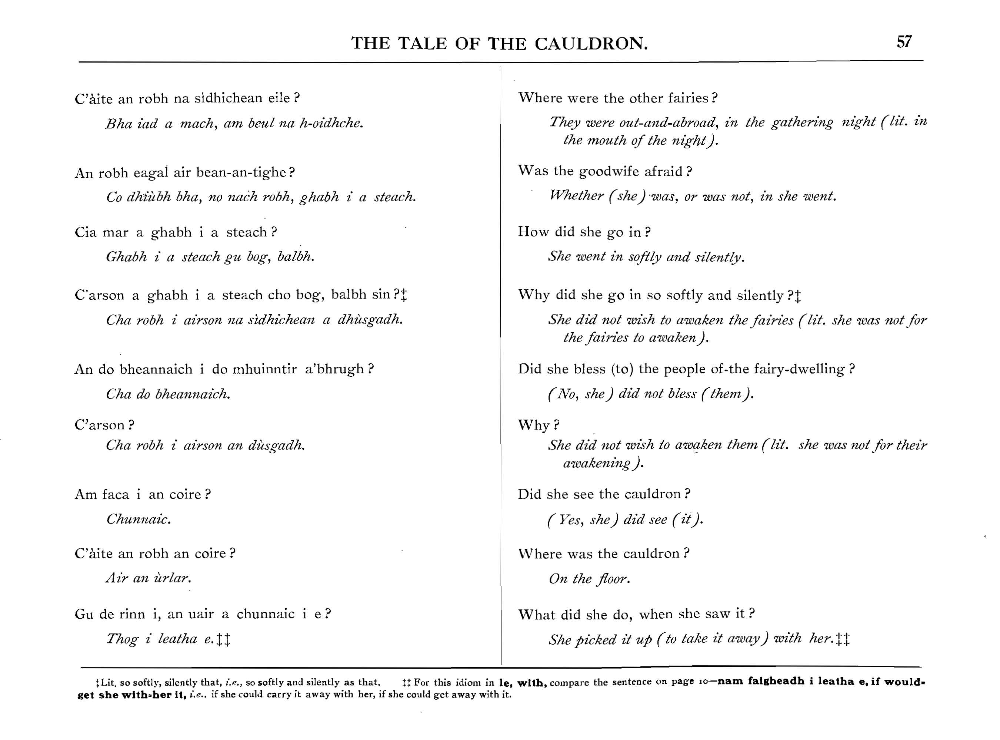 THE TALE OF THE CAULDRON.
57
C'àite an robh na sìdhichean eile ?
Bha iad a mach, am beul na h-oidhche.
An robh eagal air bean-an-tighe ?
Co dhiùbh bha, no nach robh, ghabh i a steach.
Cia mar a ghabh i a steach ?
Ghabh i a steach gu bog, balbh.
C'arson a ghabh i a steach cho bog, balbh sin ?‡
Cha robh i airson na sìdhichean a dhùsgadh.
An do bheannaich i do mhuinntir a'bhrugh ?
Cha do bheannaich.
C'arson ?
Cha robh i airson an dùsgadh.
Am faca i an coire ?
Chunnaic.
C'àite an robh an coire ?
Air an ùrlar.
Gu de rinn i, an uair a chunnaic i e ?
Thog i leatha e.‡‡
Where were the other fairies ?
They were out-and-abroad, in the gathering night (lit. in
the mouth of the night).
Was the goodwife afraid ?
Whether (she) was, or was not, in she went.
How did she go in ?
She went in softly and silently.
Why did she go in so softly and silently ?‡
She did not wish to awaken the fairies (lit. she was not for
the fairies to awaken).
Did she bless (to) the people of-the fairy-dwelling ?
(No, she) did not bless (them).
Why ?
She did not wish to awaken them (lit. she was not for their
awakening).
Did she see the cauldron ?
(Yes, she) did see (it).
Where was the cauldron ?
On the floor.
What did she do, when she saw it ?
She picked it up (to take it away) with her.‡‡
‡Lit. so softly, silently that, i.e., so softly and silently as that. ‡‡ For this idiom in le, with, compare the sentence on page 10—nam faigheadh i leatha e, if would-
get she with-her it, i.e.. if she could carry it away with her, if she could get away with it.